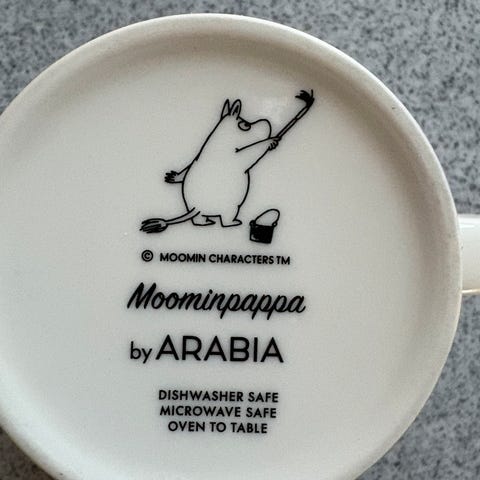 © MOOMIN CHARACTERS TM
Moominpappa
by ARABIA
DISHWASHER SAFE
MICROWAVE SAFE
OVEN TO TABLE